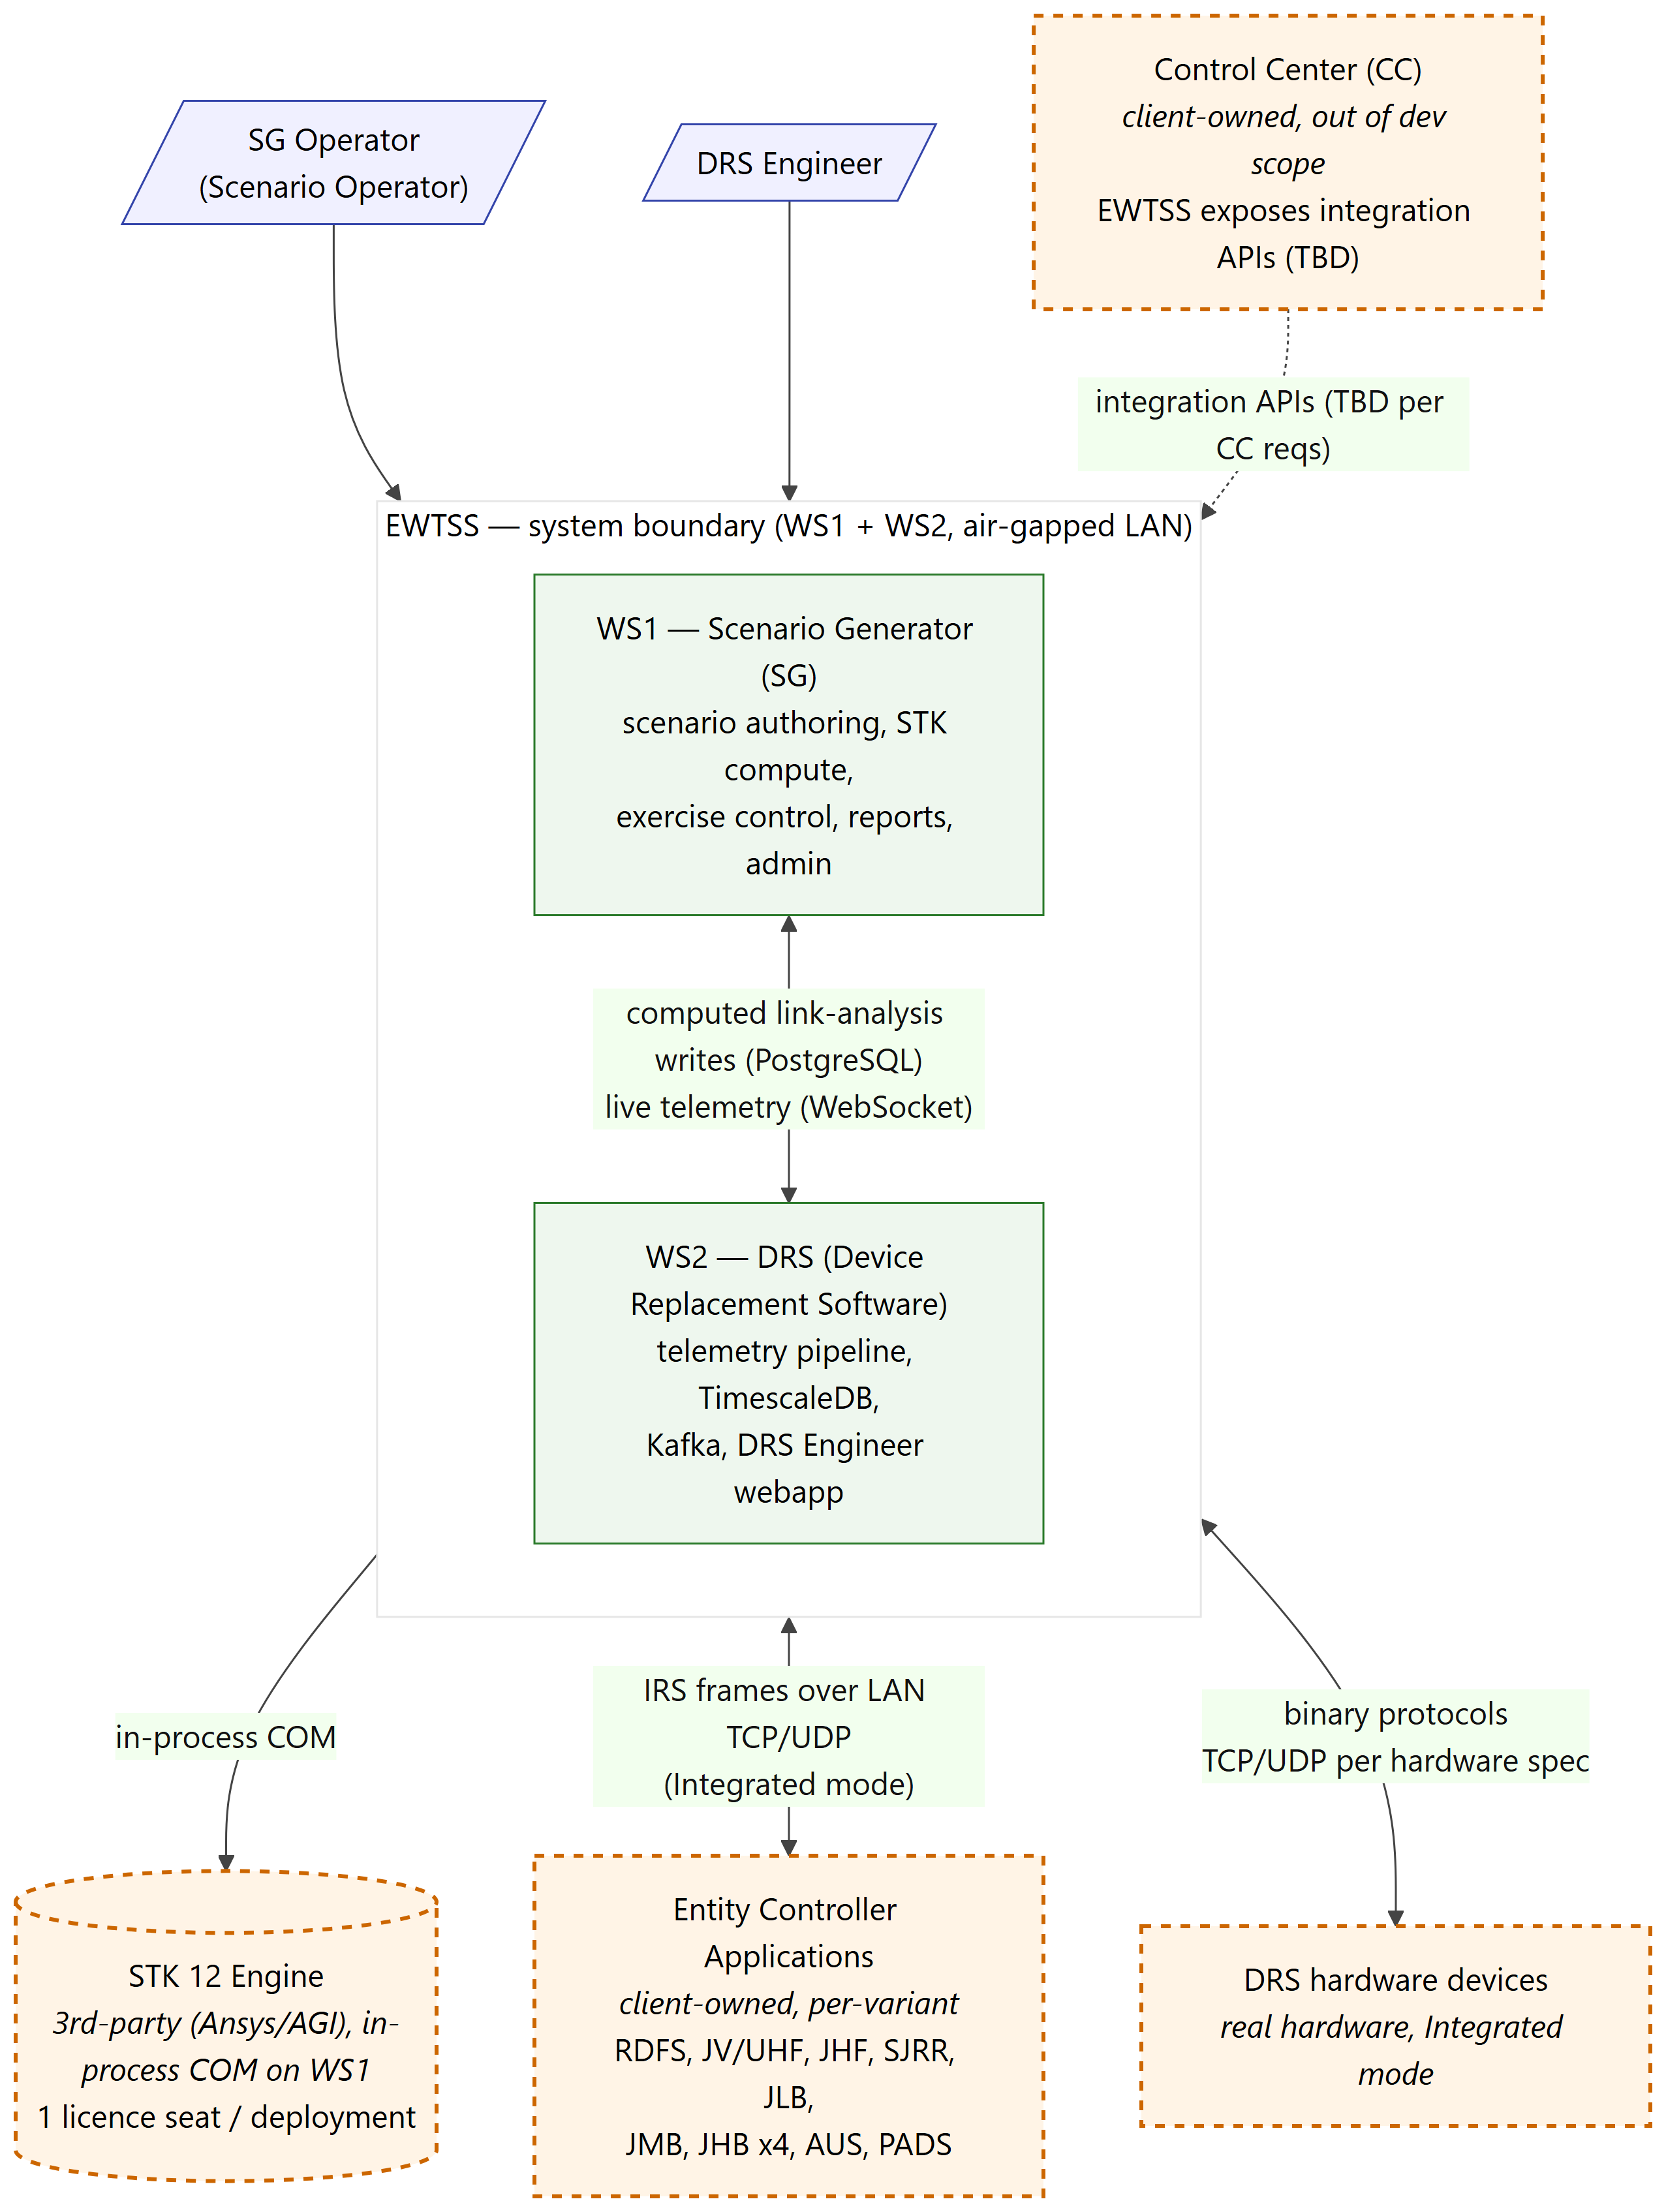 SG Operator
(Scenario Operator)
DRS Engineer
Control Center (CC)
client-owned, out of dev
scope
EWTSS exposes integration
APIs (TBD)
integration APIs (TBD per
CC reqs)
EWTSS — system boundary (WS1 + WS2, air-gapped LAN)
WS1 — Scenario Generator
(SG)
scenario authoring, STK
compute,
exercise control, reports,
admin
computed link-analysis
writes (PostgreSQL)
live telemetry (WebSocket)
WS2 — DRS (Device
Replacement Software)
telemetry pipeline,
TimescaleDB,
Kafka, DRS Engineer
webapp
in-process COM
IRS frames over LAN
TCP/UDP
(Integrated mode)
binary protocols
TCP/UDP per hardware spec
STK 12 Engine
3rd-party (Ansys/AGI), in-
process COM on WS1
1 licence seat / deployment
Entity Controller
Applications
client-owned, per-variant
RDFS, JV/UHF, JHF, SJRR,
JLB,
JMB, JHB x4, AUS, PADS
DRS hardware devices
real hardware, Integrated
mode